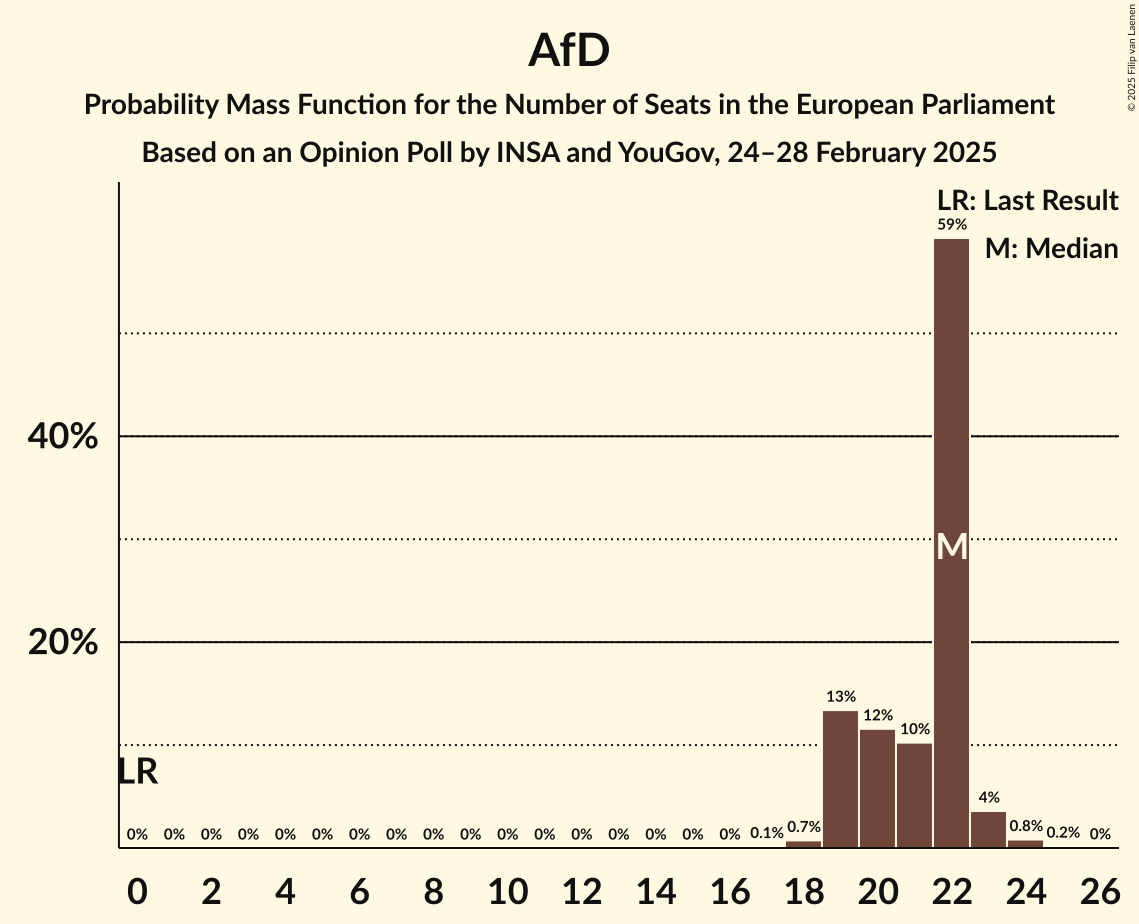 AfD
Probability Mass Function for the Number of Seats in the European Parliament
Based on an Opinion Poll by INSA and YouGov, 24–28 February 2025
© 2025 Filip van Laenen
LR: Last Result
M: Median
59%
40%
20%
M
LR
0% 0% 0% 0% 0% 0% 0% 0% 0% 0% 0% 0% 0% 0% 0% 0% 0% 0.1% 0.7% 13% 12% 10% 4% 0.8% 0.2% 0%
0 2 4 6 8 10 12 14 16 18 20 22 24 26